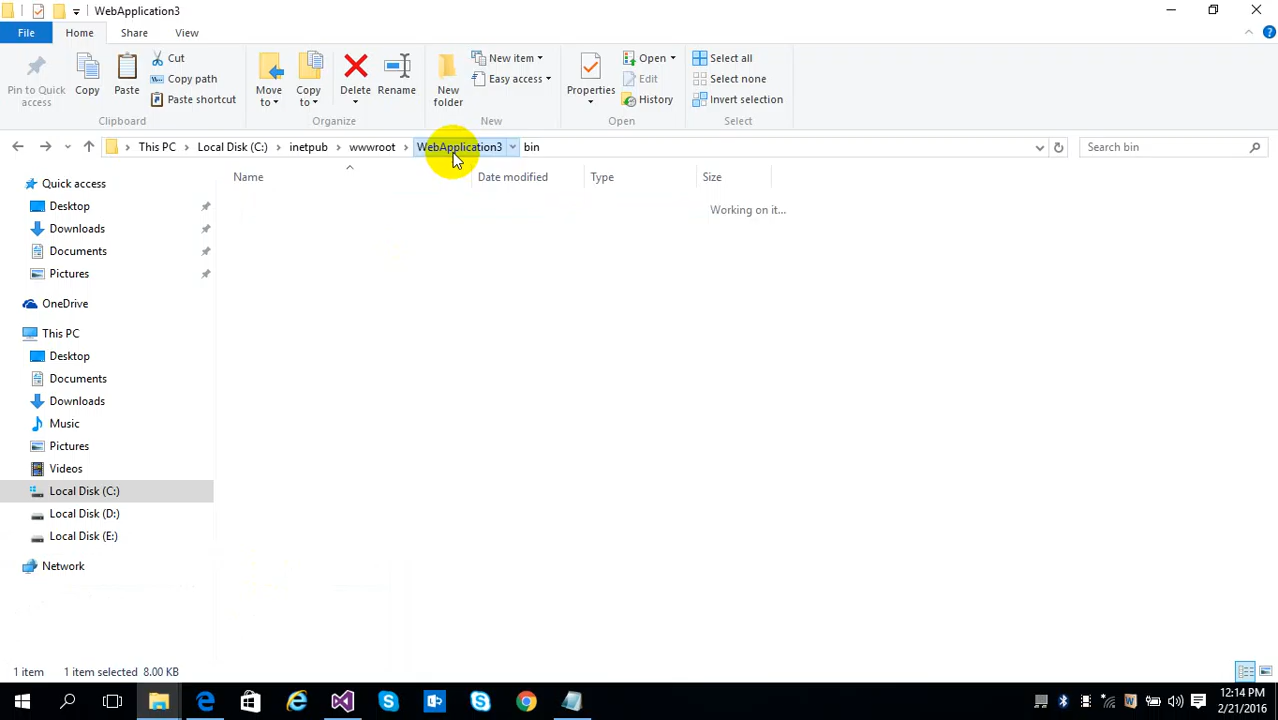 WebApplication3
File Home Share View
Pin to Quick access
Copy
Paste
Cut
Copy path
Paste shortcut
Clipboard
Move to
Copy to
Delete
Rename
Organize
New folder
New item
Easy access
New
Properties
Open
Edit
History
Open
Select all
Select none
Invert selection
Select
This PC Local Disk (C:) inetpub wwwroot WebApplication3 bin
Search bin
Name Date modified Type Size
Working on it...
Quick access
Desktop
Downloads
Documents
Pictures
OneDrive
This PC
Desktop
Documents
Downloads
Music
Pictures
Videos
Local Disk (C:)
Local Disk (D:)
Local Disk (E:)
Network
1 item 1 item selected 8.00 KB
12:14 PM
2/21/2016